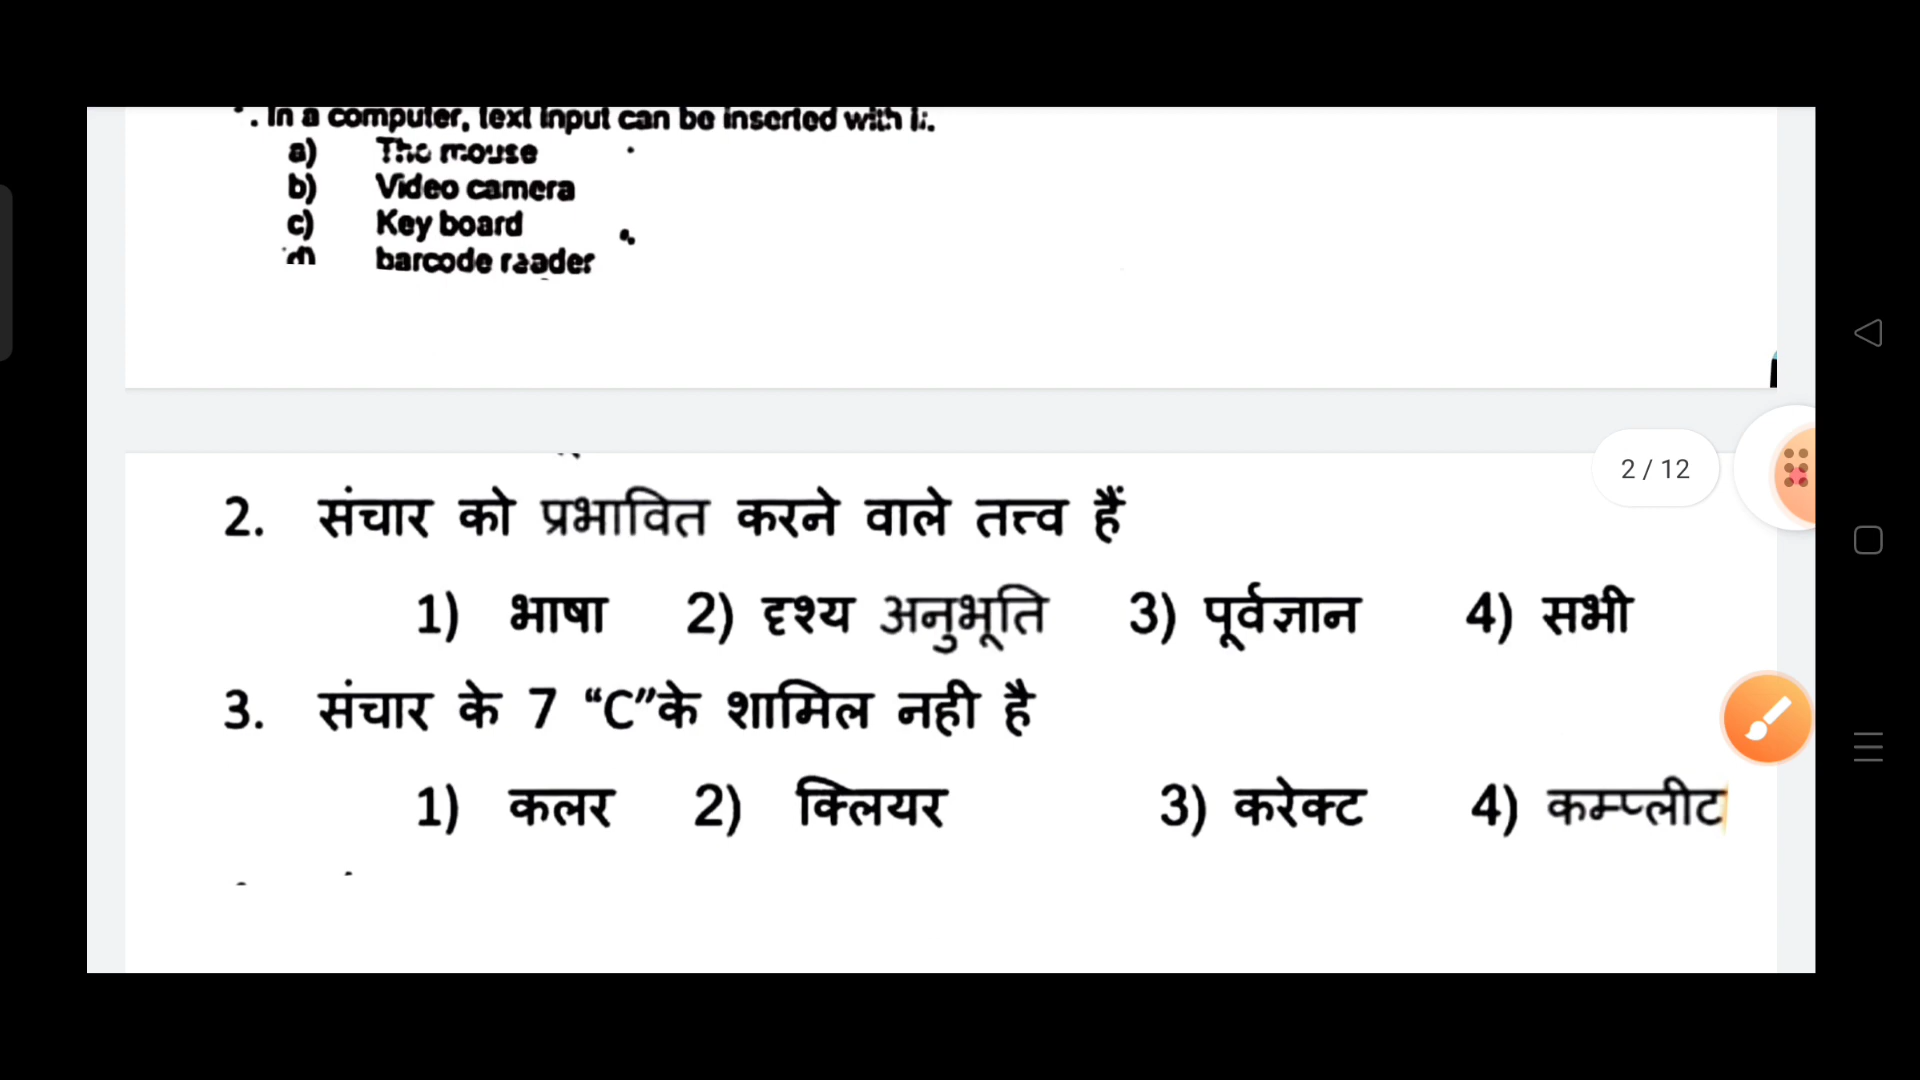 . In a computer, text input can be inserted with
a) The mouse
b) Video camera
c) Key board
barcode reader
2 / 12
2. संचार को प्रभावित करने वाले तत्त्व हैं
1) भाषा 2) दृश्य अनुभूति 3) पूर्वज्ञान 4) सभी
3. संचार के 7 “C”के शामिल नही है
1) कलर 2) क्लियर 3) करेक्ट 4) कम्प्लीट